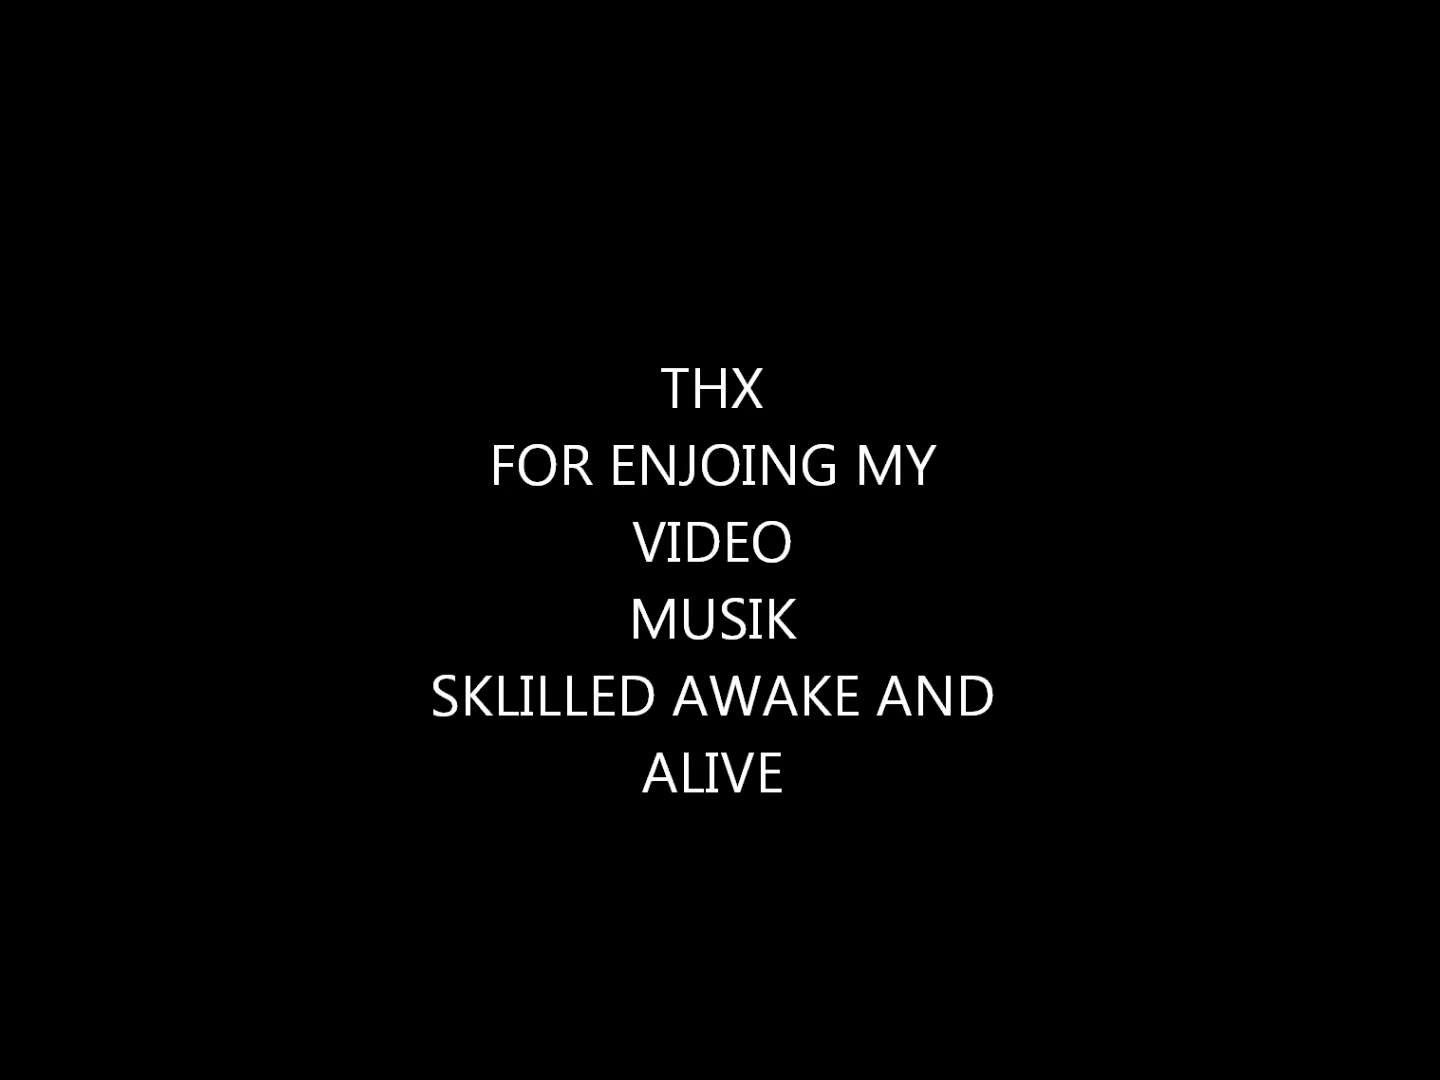 THX
FOR ENJOING MY
VIDEO
MUSIK
SKLILLED AWAKE AND
ALIVE